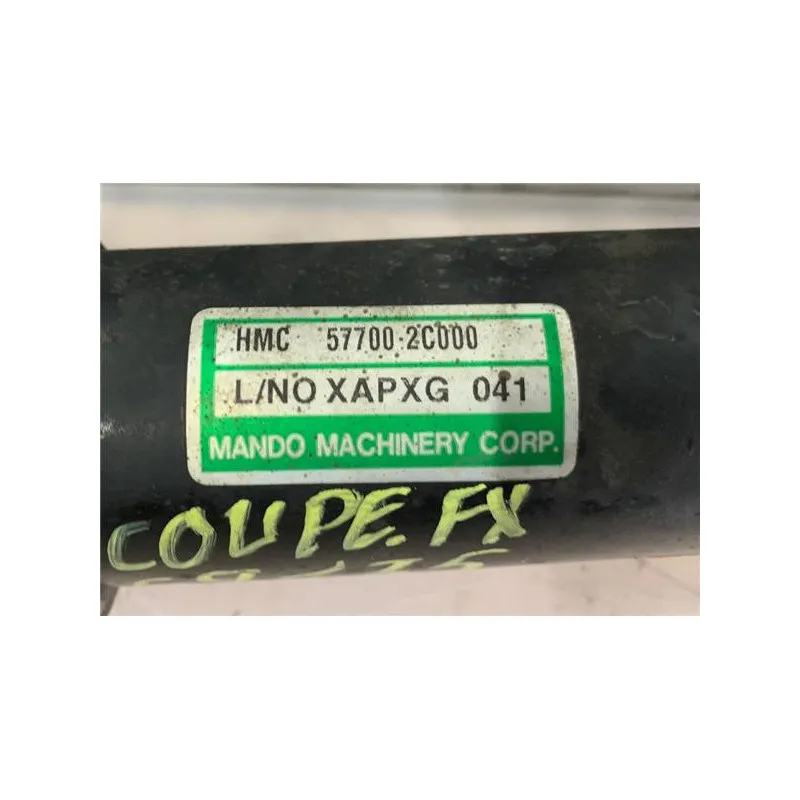 HMC 57700-2C000
L/NO XAPXG 041
MANDO MACHINERY CORP.
COUPE.FX